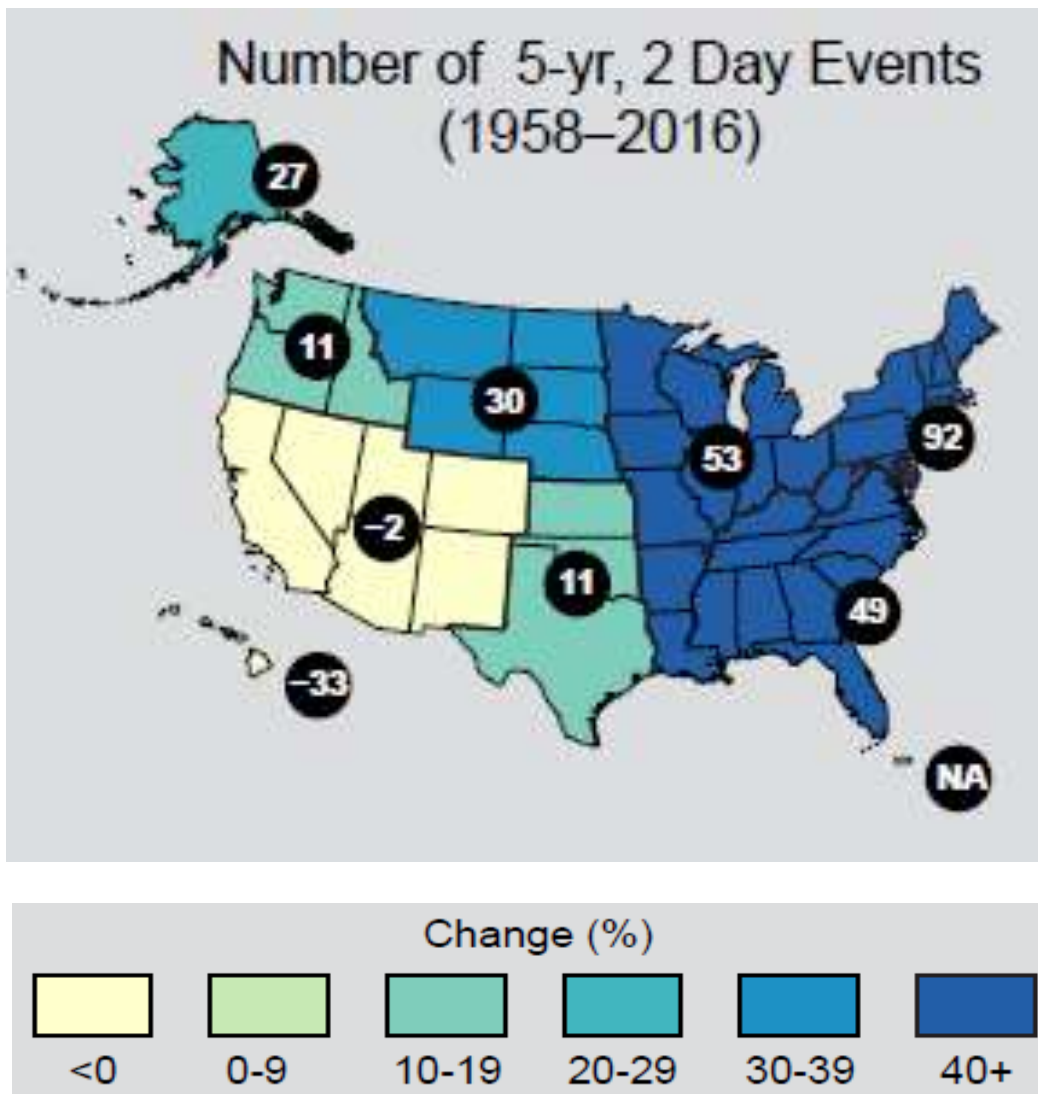 Number of 5-yr, 2 Day Events
(1958–2016)
27
11
30
53
92
−2
11
49
−33
NA
Change (%)
<0 0-9 10-19 20-29 30-39 40+